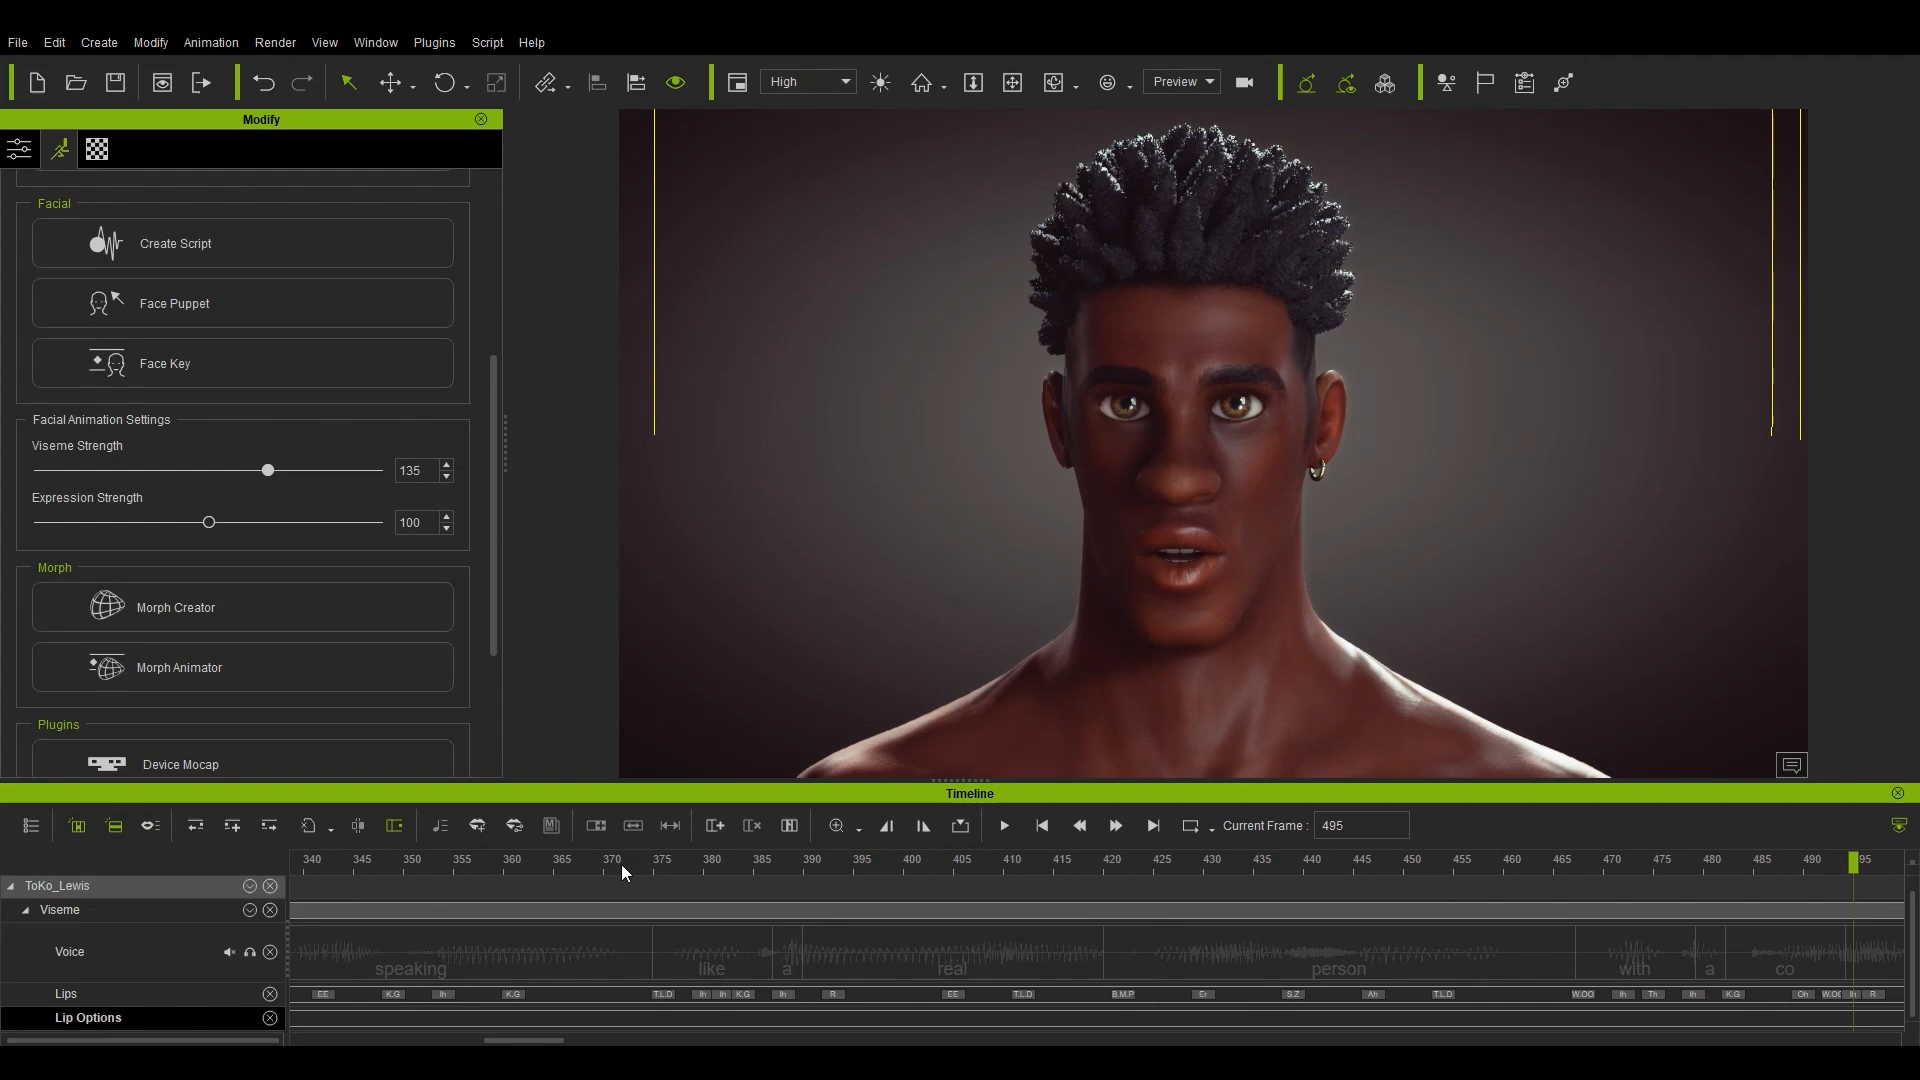 File Edit Create Modify Animation Render View Window Plugins Script Help
High
Preview
Modify
Facial
Create Script
Face Puppet
Face Key
Facial Animation Settings
Viseme Strength
135
Expression Strength
100
Morph
Morph Creator
Morph Animator
Plugins
Device Mocap
Timeline
Current Frame : 495
340 345 350 355 360 365 370 375 380 385 390 395 400 405 410 415 420 425 430 435 440 445 450 455 460 465 470 475 480 485 490 95
ToKo_Lewis
Viseme
Voice
speaking like a real person with a co
Lips
EE K.G Ih K.G T.L.D Ih Ih K.G Ih R EE T.L.D B.M.P Er S.Z Ah T.L.D W.OO Ih Th Ih K.G Oh W.OO Ih R
Lip Options